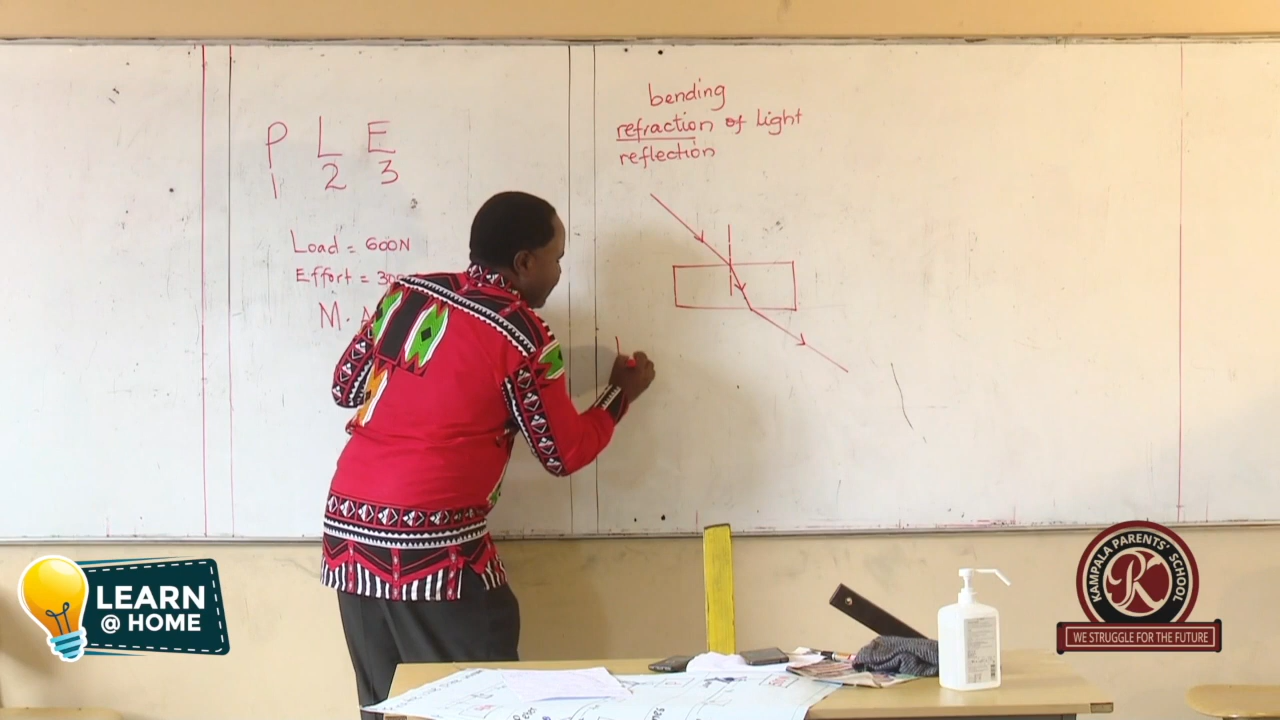 P L E
1 2 3
Load = 600N
Effort = 30
M.
bending
refraction of light
reflection
LEARN
@ HOME
KAMPALA PARENTS' SCHOOL
WE STRUGGLE FOR THE FUTURE